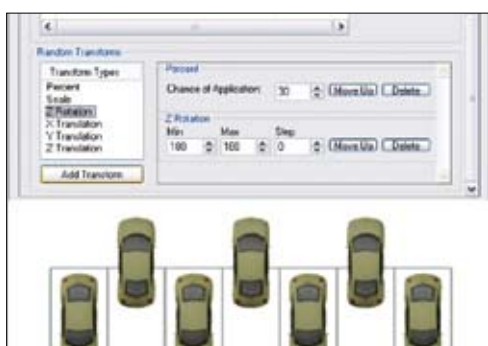 Random Transforms
Transform Types
Percent
Scale
Z Rotation
X Translation
Y Translation
Z Translation
Add Transform
Percent
Chance of Application: 30 Move Up Delete
Z Rotation
Min Max Step
180 180 0 Move Up Delete